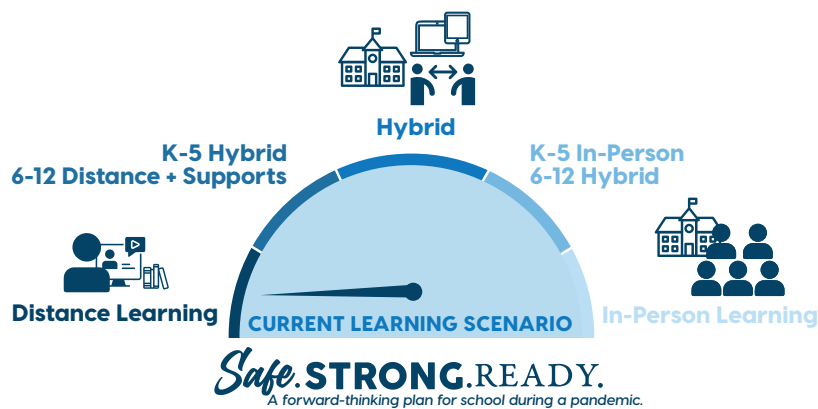 Hybrid
K-5 Hybrid
6-12 Distance + Supports
K-5 In-Person
6-12 Hybrid
Distance Learning
In-Person Learning
CURRENT LEARNING SCENARIO
Safe.STRONG.READY.
A forward-thinking plan for school during a pandemic.